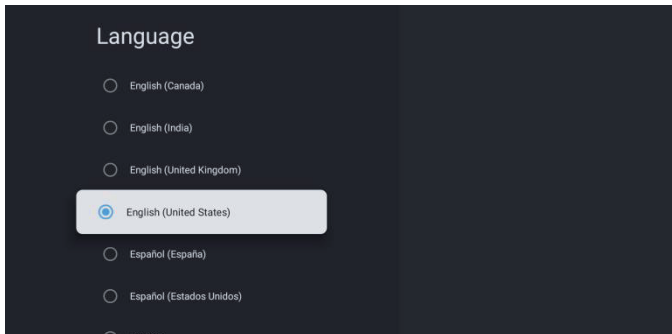 Language
English (Canada)
English (India)
English (United Kingdom)
English (United States)
Español (España)
Español (Estados Unidos)